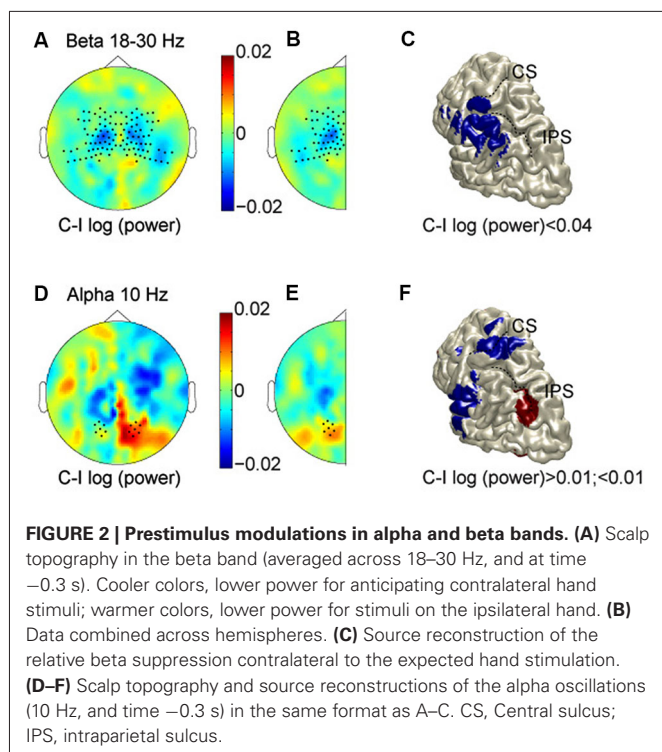 A Beta 18-30 Hz B C
0.02
CS
0
IPS
−0.02
C-I log (power)
C-I log (power)<0.04
D Alpha 10 Hz E F
0.02
CS
0
IPS
−0.02
C-I log (power)
C-I log (power)>0.01;<0.01
FIGURE 2 | Prestimulus modulations in alpha and beta bands. (A) Scalp
topography in the beta band (averaged across 18–30 Hz, and at time
−0.3 s). Cooler colors, lower power for anticipating contralateral hand
stimuli; warmer colors, lower power for stimuli on the ipsilateral hand. (B)
Data combined across hemispheres. (C) Source reconstruction of the
relative beta suppression contralateral to the expected hand stimulation.
(D–F) Scalp topography and source reconstructions of the alpha oscillations
(10 Hz, and time −0.3 s) in the same format as A–C. CS, Central sulcus;
IPS, intraparietal sulcus.